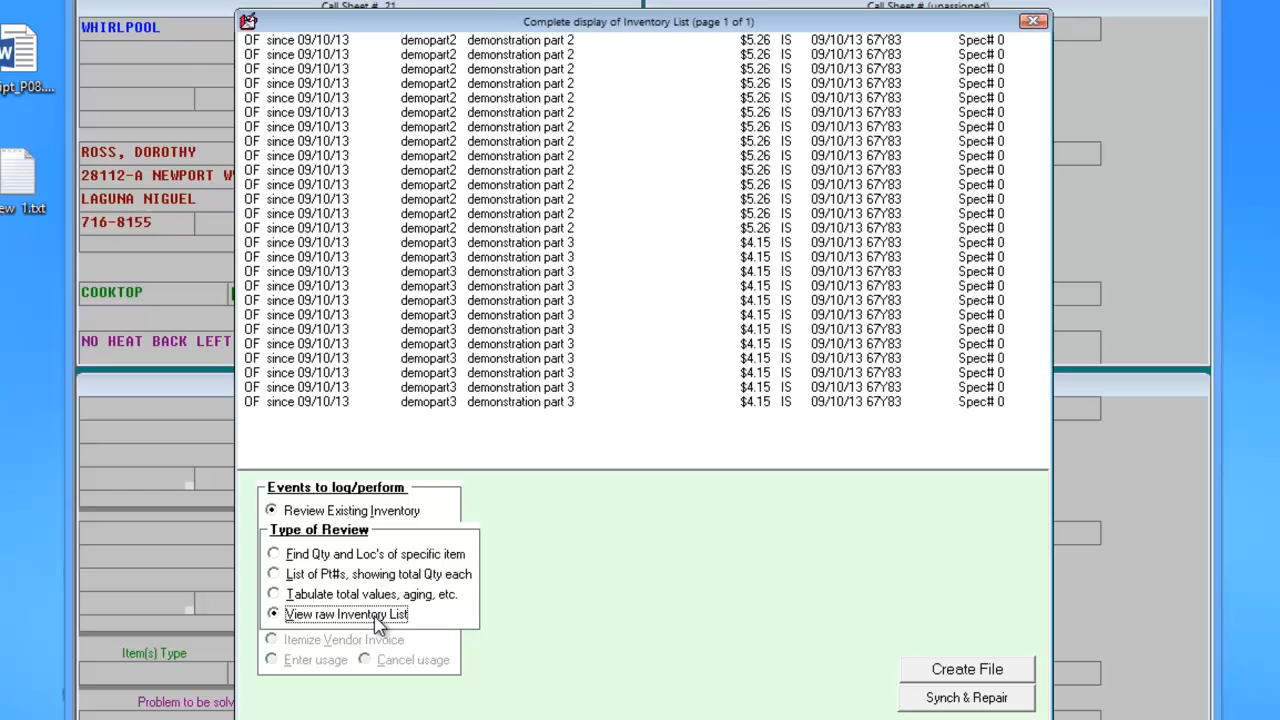 Call Sheet # 21
Call Sheet # (unassigned)
Complete display of Inventory List (page 1 of 1)
WHIRLPOOL
ROSS, DOROTHY
28112-A NEWPORT
LAGUNA NIGUEL
716-8155
COOKTOP
NO HEAT BACK LEFT
OF since 09/10/13 demopart2 demonstration part 2 $5.26 IS 09/10/13 67Y83 Spec# 0
OF since 09/10/13 demopart2 demonstration part 2 $5.26 IS 09/10/13 67Y83 Spec# 0
OF since 09/10/13 demopart2 demonstration part 2 $5.26 IS 09/10/13 67Y83 Spec# 0
OF since 09/10/13 demopart2 demonstration part 2 $5.26 IS 09/10/13 67Y83 Spec# 0
OF since 09/10/13 demopart2 demonstration part 2 $5.26 IS 09/10/13 67Y83 Spec# 0
OF since 09/10/13 demopart2 demonstration part 2 $5.26 IS 09/10/13 67Y83 Spec# 0
OF since 09/10/13 demopart2 demonstration part 2 $5.26 IS 09/10/13 67Y83 Spec# 0
OF since 09/10/13 demopart2 demonstration part 2 $5.26 IS 09/10/13 67Y83 Spec# 0
OF since 09/10/13 demopart2 demonstration part 2 $5.26 IS 09/10/13 67Y83 Spec# 0
OF since 09/10/13 demopart2 demonstration part 2 $5.26 IS 09/10/13 67Y83 Spec# 0
OF since 09/10/13 demopart2 demonstration part 2 $5.26 IS 09/10/13 67Y83 Spec# 0
OF since 09/10/13 demopart2 demonstration part 2 $5.26 IS 09/10/13 67Y83 Spec# 0
OF since 09/10/13 demopart2 demonstration part 2 $5.26 IS 09/10/13 67Y83 Spec# 0
OF since 09/10/13 demopart2 demonstration part 2 $5.26 IS 09/10/13 67Y83 Spec# 0
OF since 09/10/13 demopart3 demonstration part 3 $4.15 IS 09/10/13 67Y83 Spec# 0
OF since 09/10/13 demopart3 demonstration part 3 $4.15 IS 09/10/13 67Y83 Spec# 0
OF since 09/10/13 demopart3 demonstration part 3 $4.15 IS 09/10/13 67Y83 Spec# 0
OF since 09/10/13 demopart3 demonstration part 3 $4.15 IS 09/10/13 67Y83 Spec# 0
OF since 09/10/13 demopart3 demonstration part 3 $4.15 IS 09/10/13 67Y83 Spec# 0
OF since 09/10/13 demopart3 demonstration part 3 $4.15 IS 09/10/13 67Y83 Spec# 0
OF since 09/10/13 demopart3 demonstration part 3 $4.15 IS 09/10/13 67Y83 Spec# 0
OF since 09/10/13 demopart3 demonstration part 3 $4.15 IS 09/10/13 67Y83 Spec# 0
OF since 09/10/13 demopart3 demonstration part 3 $4.15 IS 09/10/13 67Y83 Spec# 0
OF since 09/10/13 demopart3 demonstration part 3 $4.15 IS 09/10/13 67Y83 Spec# 0
OF since 09/10/13 demopart3 demonstration part 3 $4.15 IS 09/10/13 67Y83 Spec# 0
OF since 09/10/13 demopart3 demonstration part 3 $4.15 IS 09/10/13 67Y83 Spec# 0
ipt_P08....
ew_1.txt
Events to log/perform
Review Existing Inventory
Type of Review
Find Qty and Loc's of specific item
List of Pt#s, showing total Qty each
Tabulate total values, aging, etc.
View raw Inventory List
Itemize Vendor Invoice
Enter usage Cancel usage
Item(s) Type
Problem to be solv
Create File
Synch & Repair